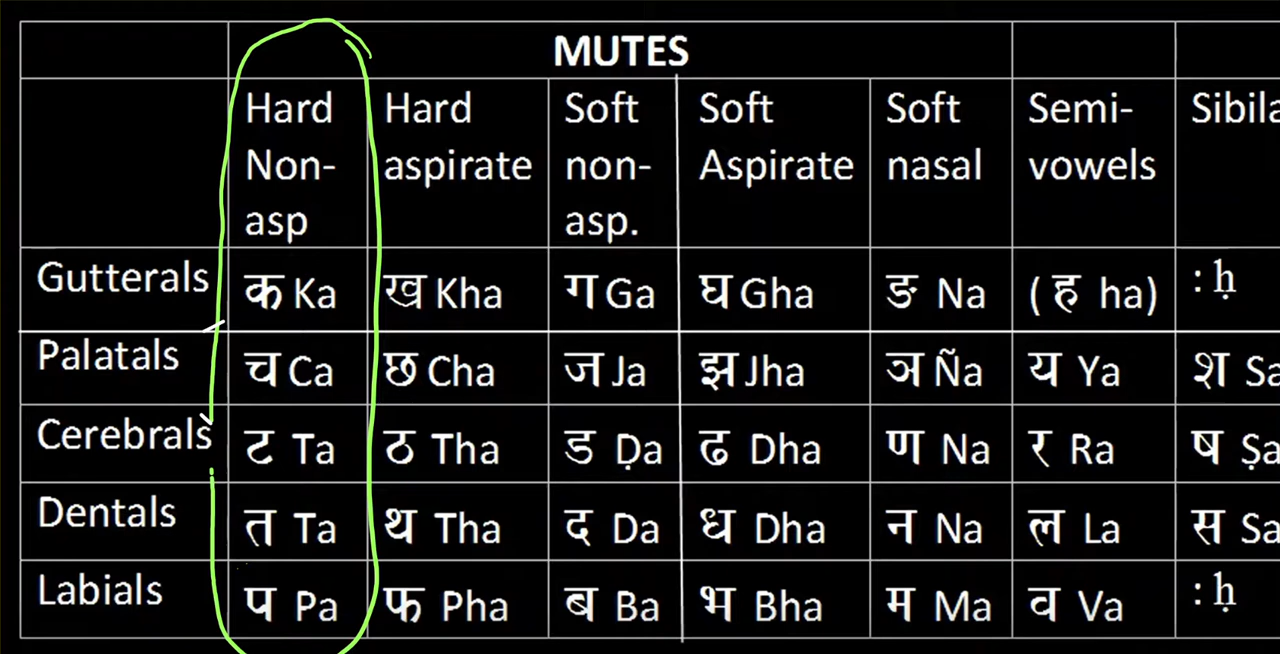 MUTES
Hard Non-asp Hard aspirate Soft non-asp. Soft Aspirate Soft nasal Semi-vowels
Gutterals क Ka ख Kha ग Ga घ Gha ङ Na ( ह ha) : ḥ
Palatals च Ca छ Cha ज Ja झ Jha ञ Ña य Ya श
Cerebrals ट Ta ठ Tha ड Ḍa ढ Dha ण Na र Ra ष Ṣa
Dentals त Ta थ Tha द Da ध Dha न Na ल La स Sa
Labials प Pa फ Pha ब Ba भ Bha म Ma व Va : ḥ